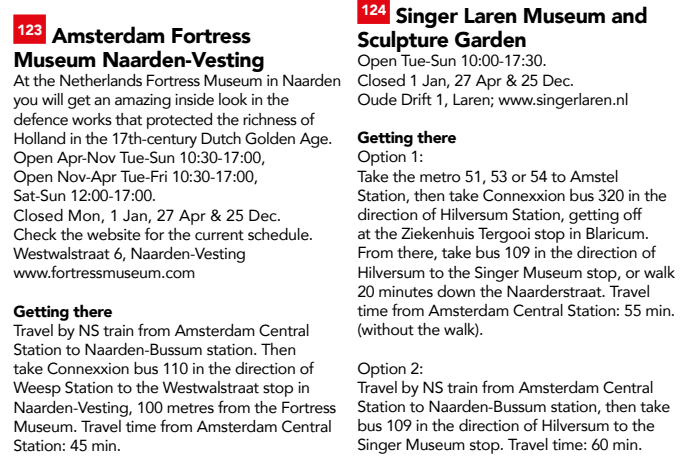 123 Amsterdam Fortress
Museum Naarden-Vesting
At the Netherlands Fortress Museum in Naarden
you will get an amazing inside look in the
defence works that protected the richness of
Holland in the 17th-century Dutch Golden Age.
Open Apr-Nov Tue-Sun 10:30-17:00,
Open Nov-Apr Tue-Fri 10:30-17:00,
Sat-Sun 12:00-17:00.
Closed Mon, 1 Jan, 27 Apr & 25 Dec.
Check the website for the current schedule.
Westwalstraat 6, Naarden-Vesting
www.fortressmuseum.com

Getting there
Travel by NS train from Amsterdam Central
Station to Naarden-Bussum station. Then
take Connexxion bus 110 in the direction of
Weesp Station to the Westwalstraat stop in
Naarden-Vesting, 100 metres from the Fortress
Museum. Travel time from Amsterdam Central
Station: 45 min.

124 Singer Laren Museum and
Sculpture Garden
Open Tue-Sun 10:00-17:30.
Closed 1 Jan, 27 Apr & 25 Dec.
Oude Drift 1, Laren; www.singerlaren.nl

Getting there
Option 1:
Take the metro 51, 53 or 54 to Amstel
Station, then take Connexxion bus 320 in the
direction of Hilversum Station, getting off
at the Ziekenhuis Tergooi stop in Blaricum.
From there, take bus 109 in the direction of
Hilversum to the Singer Museum stop, or walk
20 minutes down the Naarderstraat. Travel
time from Amsterdam Central Station: 55 min.
(without the walk).

Option 2:
Travel by NS train from Amsterdam Central
Station to Naarden-Bussum station, then take
bus 109 in the direction of Hilversum to the
Singer Museum stop. Travel time: 60 min.